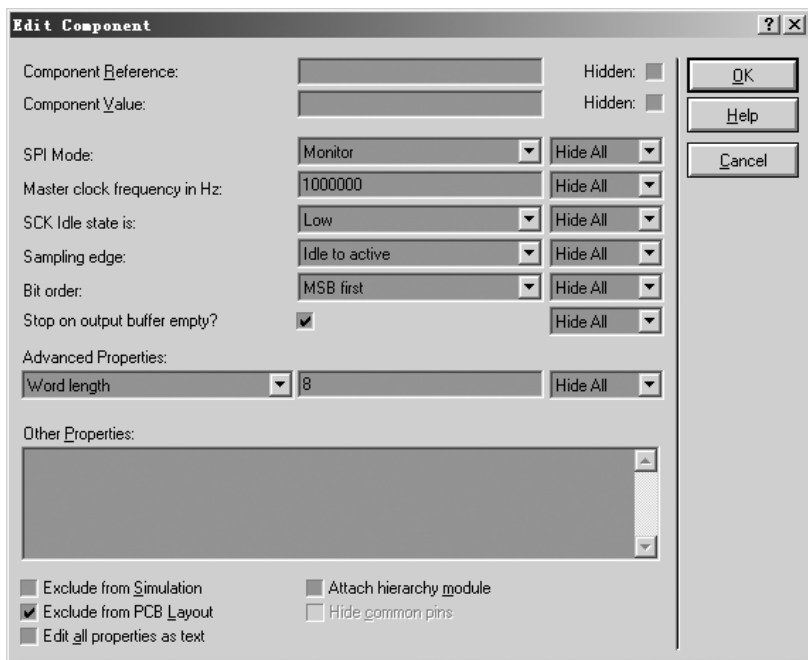 Edit Component
Component Reference: Hidden: OK
Component Value: Hidden: Help
SPI Mode: Monitor Hide All Cancel
Master clock frequency in Hz: 1000000 Hide All
SCK Idle state is: Low Hide All
Sampling edge: Idle to active Hide All
Bit order: MSB first Hide All
Stop on output buffer empty? Hide All
Advanced Properties:
Word length 8 Hide All
Other Properties:
Exclude from Simulation Attach hierarchy module
Exclude from PCB Layout Hide common pins
Edit all properties as text